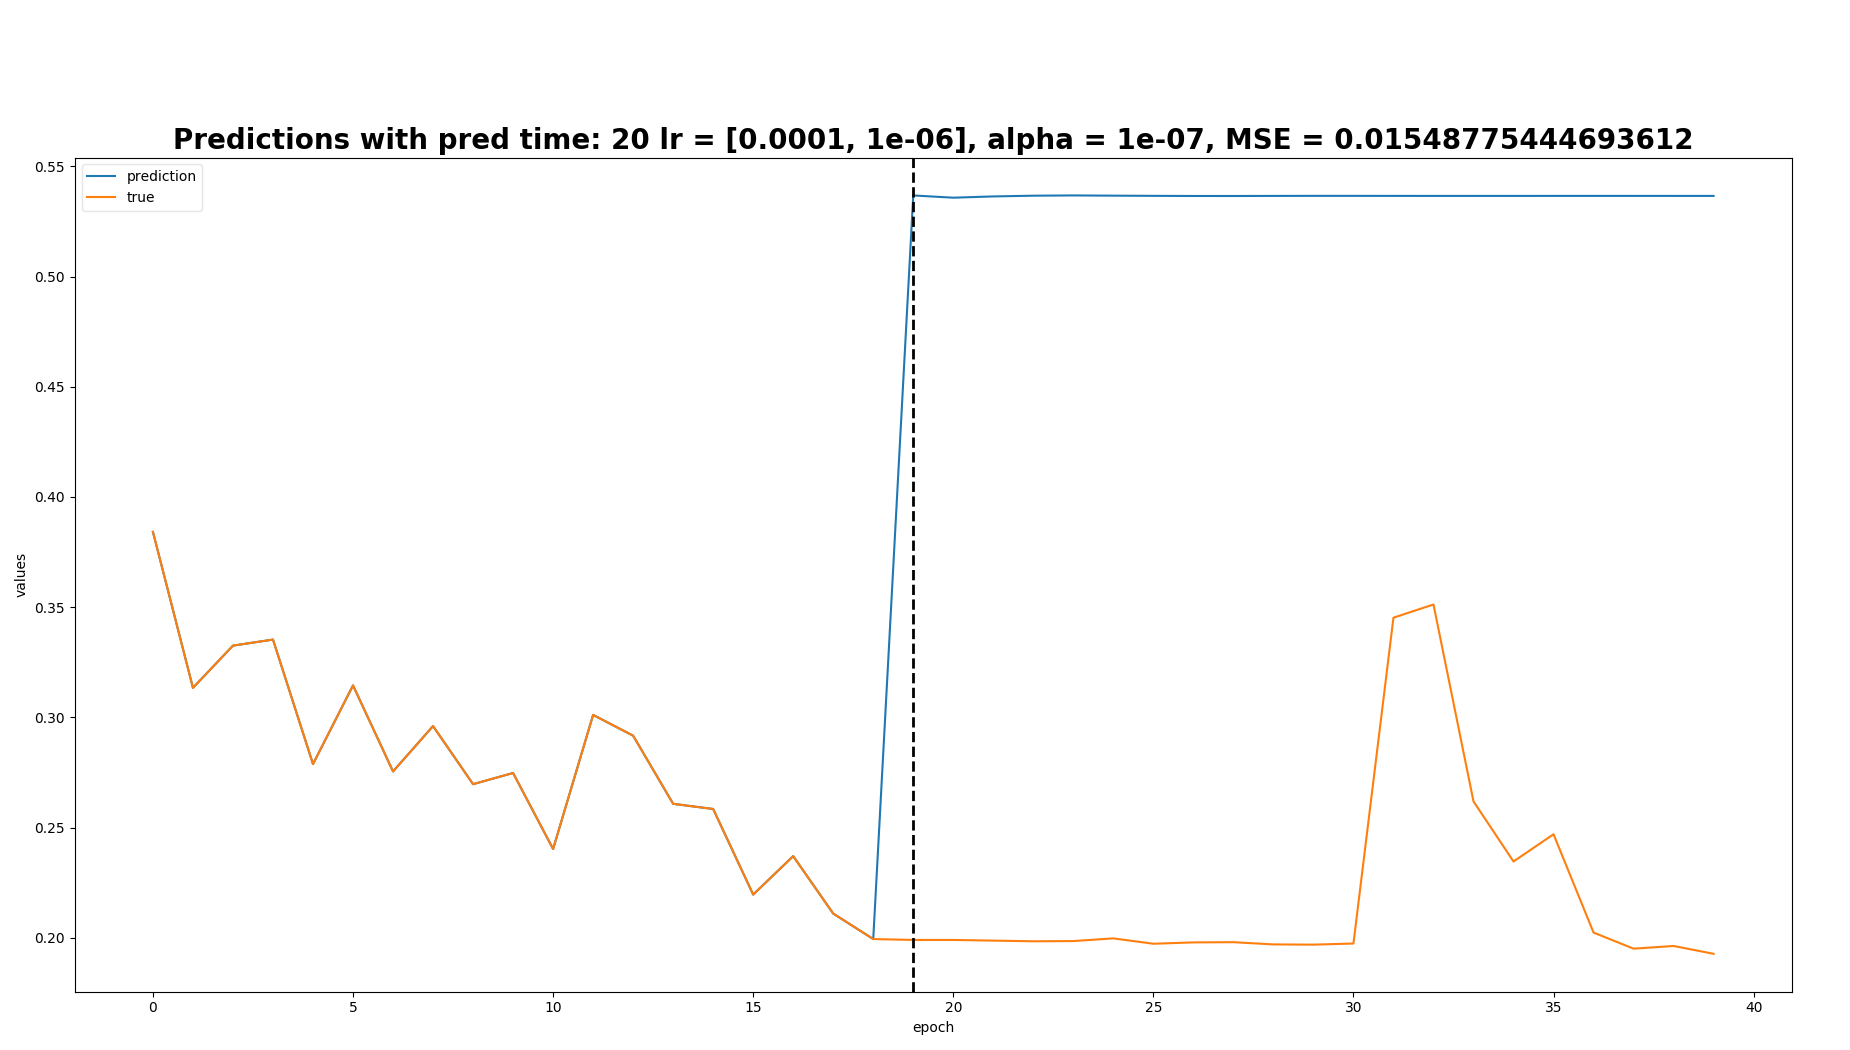 Predictions with pred time: 20 lr = [0.0001, 1e-06], alpha = 1e-07, MSE = 0.01548775444693612
prediction
true
0.55
0.50
0.45
0.40
0.35
0.30
0.25
0.20
values
0 5 10 15 20 25 30 35 40
epoch